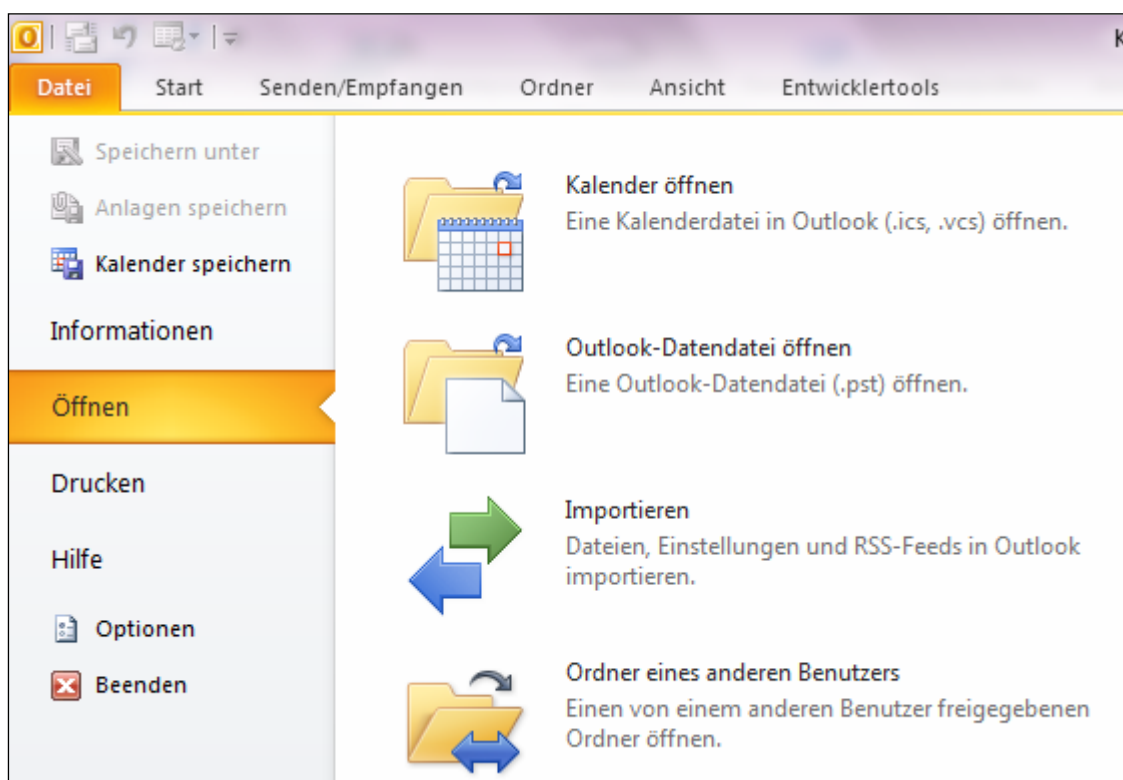 K
Datei Start Senden/Empfangen Ordner Ansicht Entwicklertools
Speichern unter
Anlagen speichern
Kalender speichern
Informationen
Öffnen
Drucken
Hilfe
Optionen
Beenden
Kalender öffnen
Eine Kalenderdatei in Outlook (.ics, .vcs) öffnen.
Outlook-Datendatei öffnen
Eine Outlook-Datendatei (.pst) öffnen.
Importieren
Dateien, Einstellungen und RSS-Feeds in Outlook
importieren.
Ordner eines anderen Benutzers
Einen von einem anderen Benutzer freigegebenen
Ordner öffnen.